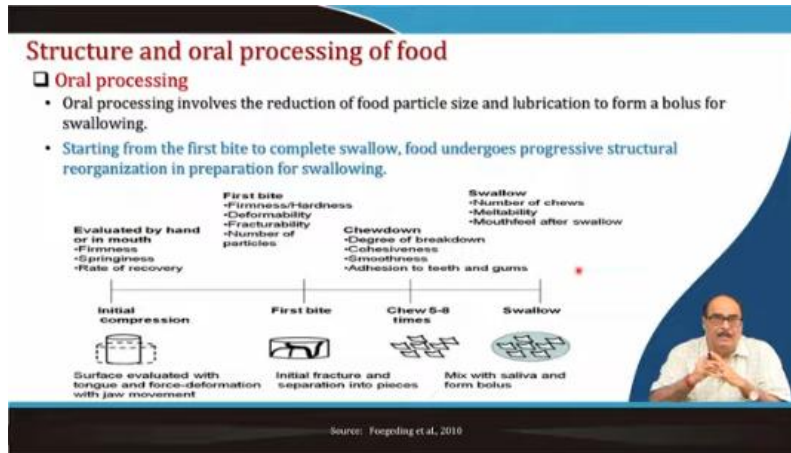 Structure and oral processing of food
Oral processing
• Oral processing involves the reduction of food particle size and lubrication to form a bolus for
swallowing.
• Starting from the first bite to complete swallow, food undergoes progressive structural
reorganization in preparation for swallowing.
Evaluated by hand
or in mouth
•Firmness
•Springiness
•Rate of recovery
First bite
•Firmness/Hardness
•Deformability
•Fracturability
•Number of
particles
Chewdown
•Degree of breakdown
•Cohesiveness
•Smoothness
•Adhesion to teeth and gums
Swallow
•Number of chews
•Meltability
•Mouthfeel after swallow
Initial
compression
First bite
Chew 5-8
times
Swallow
Surface evaluated with
tongue and force-deformation
with jaw movement
Initial fracture and
separation into pieces
Mix with saliva and
form bolus
Source: Foegeding et al., 2010